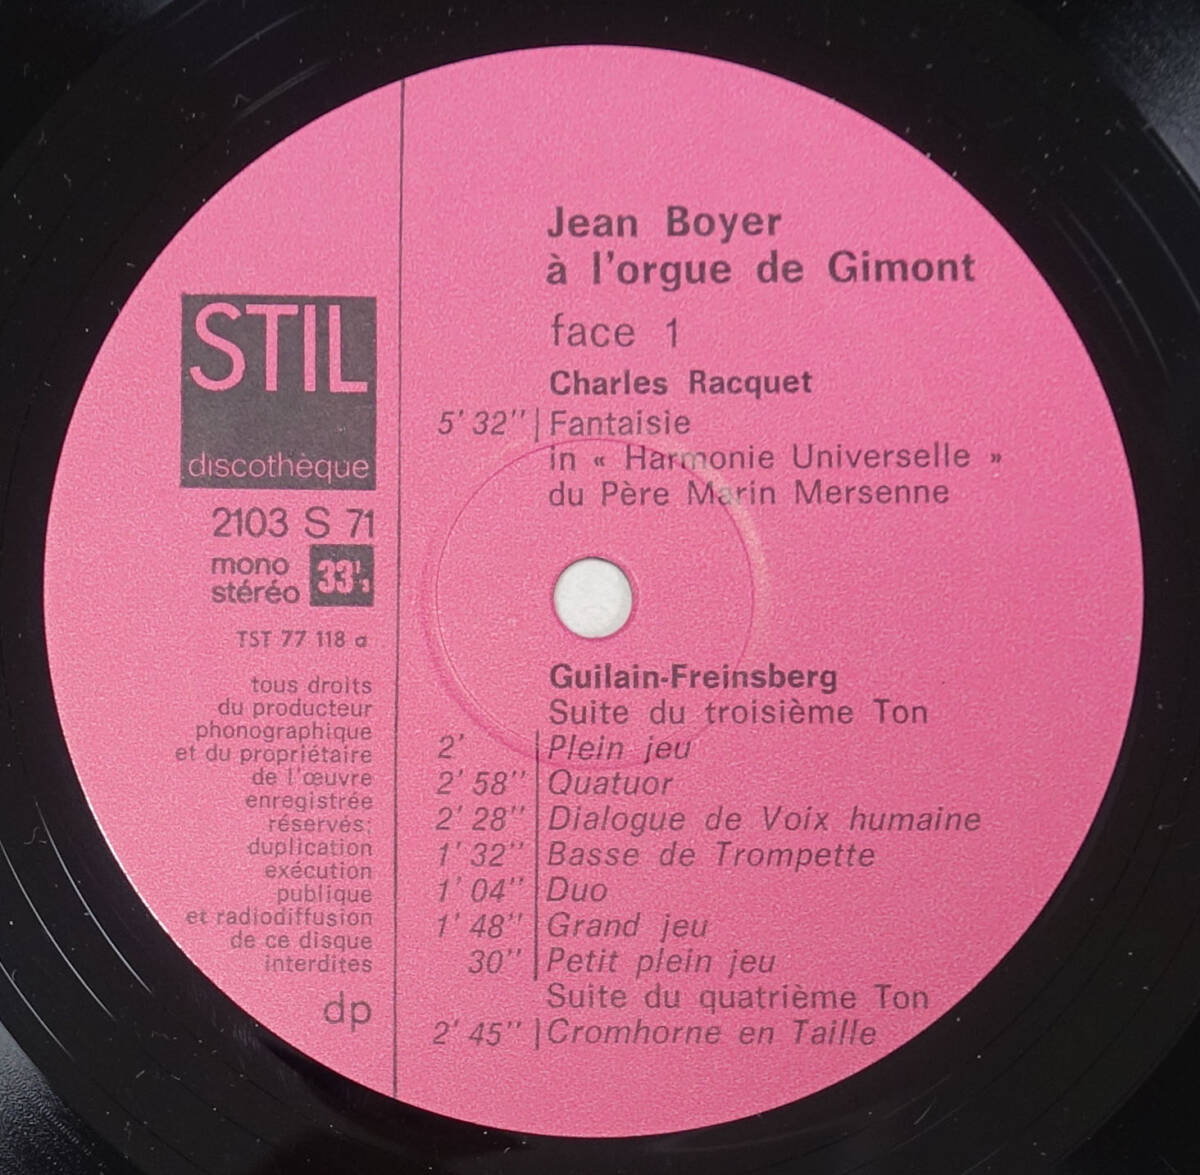 Jean Boyer
à l'orgue de Gimont
face 1
Charles Racquet
5' 32" Fantaisie
in « Harmonie Universelle »
du Père Marin Mersenne
Guilain-Freinsberg
Suite du troisième Ton
2' Plein jeu
2' 58" Quatuor
2' 28" Dialogue de Voix humaine
1' 32" Basse de Trompette
1' 04" Duo
1' 48" Grand jeu
30" Petit plein jeu
Suite du quatrième Ton
2' 45" Cromhorne en Taille
STIL
discothèque
2103 S 71
mono
stéréo
33 1/3
TST 77 118 a
tous droits
du producteur
phonographique
et du propriétaire
de l'œuvre
enregistrée
réservés;
duplication
exécution
publique
et radiodiffusion
de ce disque
interdites
dp